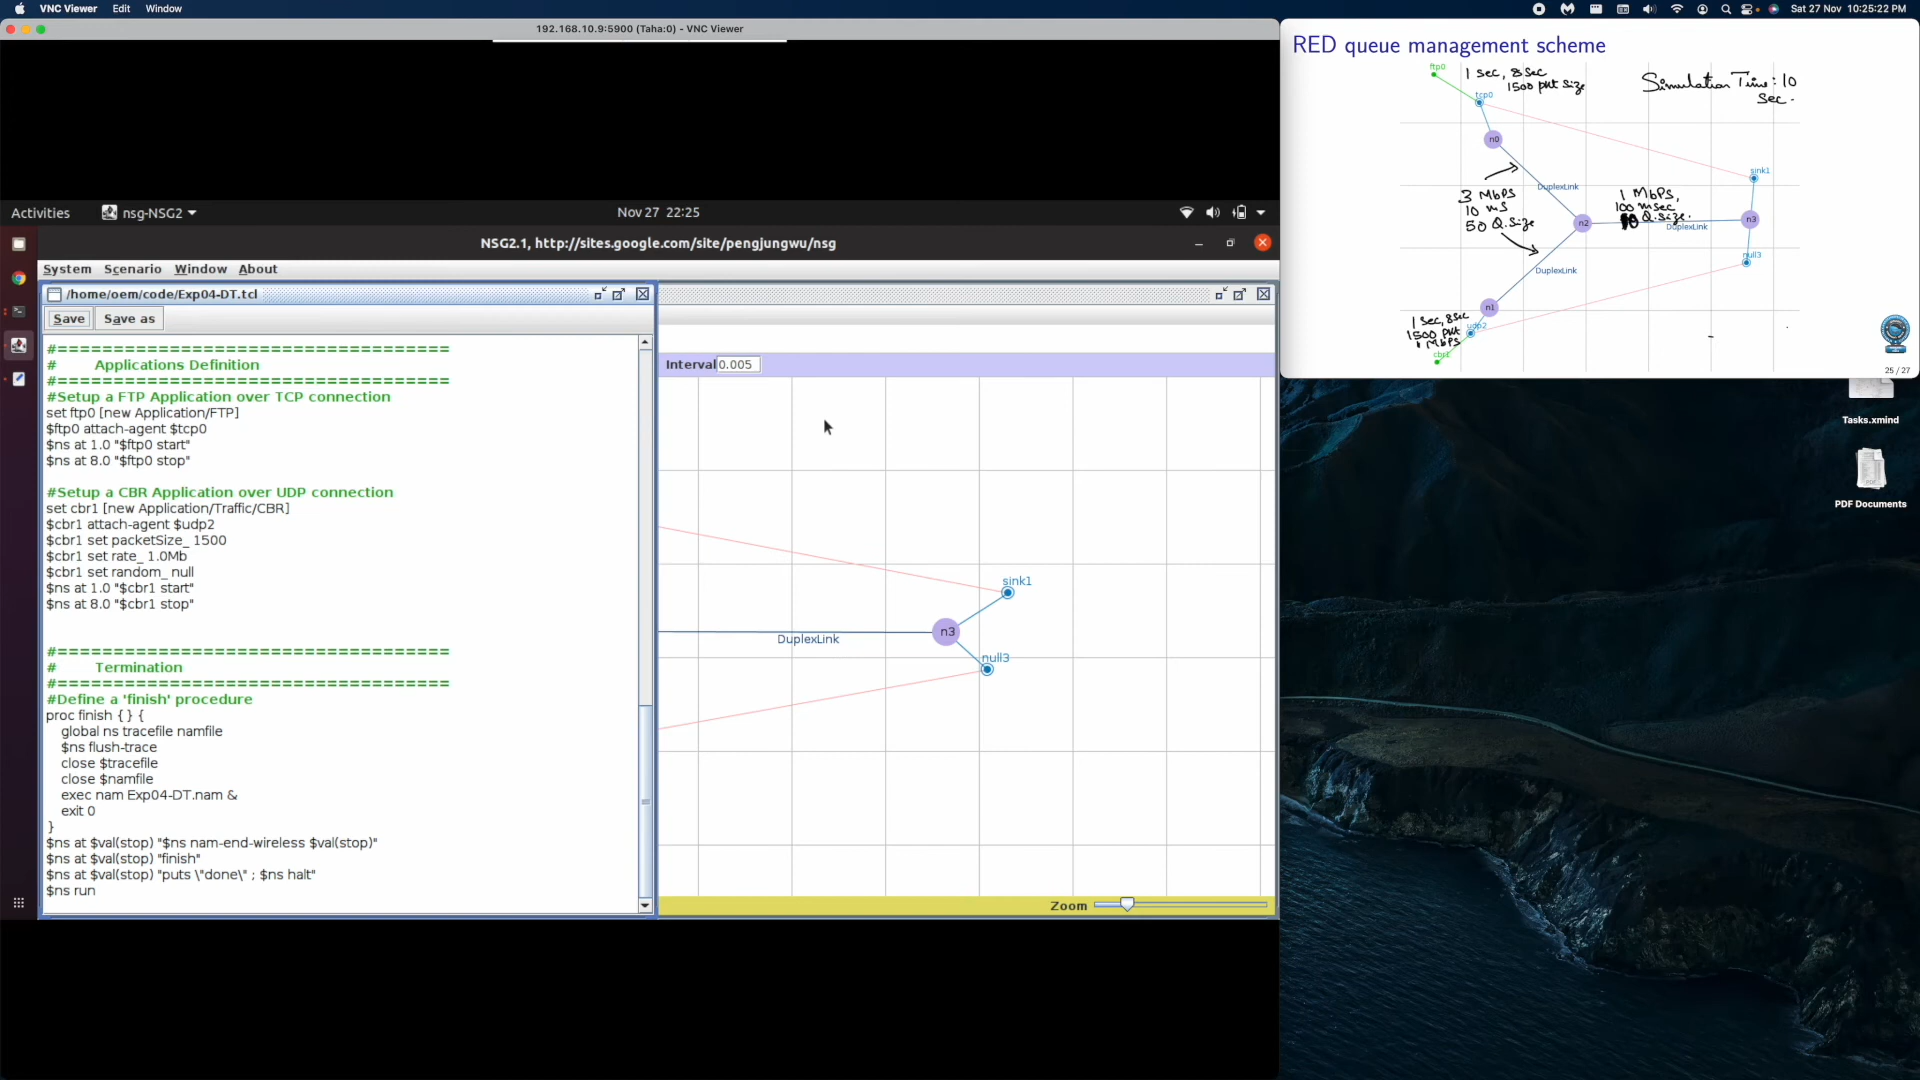 VNC Viewer Edit Window
Sat 27 Nov 10:25:22 PM
192.168.10.9:5900 (Taha:0) - VNC Viewer
Activities nsg-NSG2
Nov 27 22:25
NSG2.1, http://sites.google.com/site/pengjungwu/nsg
System Scenario Window About
/home/oem/code/Exp04-DT.tcl
Save Save as
#===================================
# Applications Definition
#===================================
#Setup a FTP Application over TCP connection
set ftp0 [new Application/FTP]
$ftp0 attach-agent $tcp0
$ns at 1.0 "$ftp0 start"
$ns at 8.0 "$ftp0 stop"
#Setup a CBR Application over UDP connection
set cbr1 [new Application/Traffic/CBR]
$cbr1 attach-agent $udp2
$cbr1 set packetSize_ 1500
$cbr1 set rate_ 1.0Mb
$cbr1 set random_ null
$ns at 1.0 "$cbr1 start"
$ns at 8.0 "$cbr1 stop"
#===================================
# Termination
#===================================
#Define a 'finish' procedure
proc finish {} {
global ns tracefile namfile
$ns flush-trace
close $tracefile
close $namfile
exec nam Exp04-DT.nam &
exit 0
}
$ns at $val(stop) "$ns nam-end-wireless $val(stop)"
$ns at $val(stop) "finish"
$ns at $val(stop) "puts \"done\" ; $ns halt"
$ns run
Interval 0.005
sink1
n3
DuplexLink
null3
Zoom
RED queue management scheme
ftp0
1 sec, 8 sec
1500 pkt size
Simulation Time: 10
sec.
tcp0
n0
sink1
DuplexLink
3 Mbps
10 ms
50 Q.size
1 Mbps,
100 msec
10 Q.size.
n2
n3
DuplexLink
null3
DuplexLink
n1
1 sec, 8 sec
1500 pkt
1 Mbps
udp2
cbr1
25 / 27
Tasks.xmind
PDF
PDF Documents